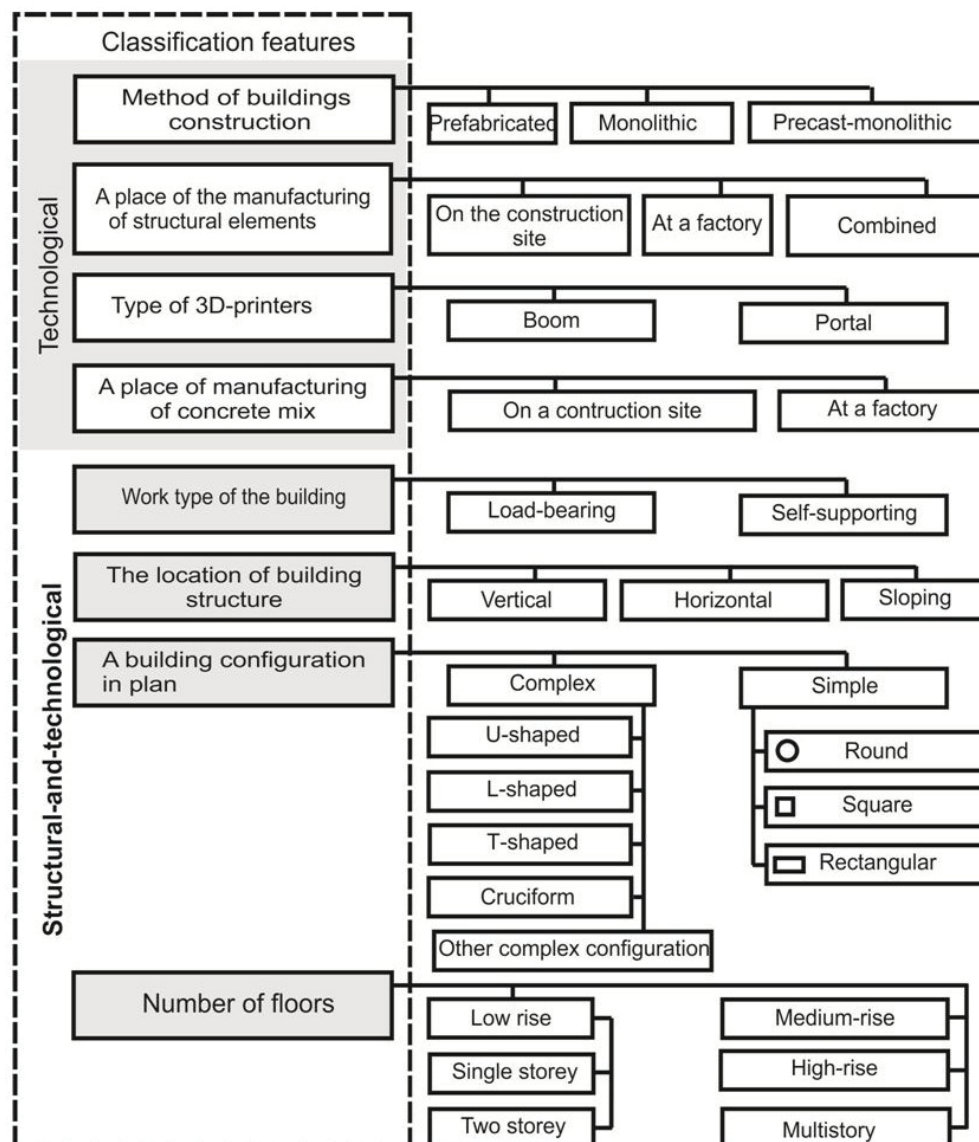 Classification features
Technological
Method of buildings
construction
Prefabricated
Monolithic
Precast-monolithic
A place of the manufacturing
of structural elements
On the construction
site
At a factory
Combined
Type of 3D-printers
Boom
Portal
A place of manufacturing
of concrete mix
On a contruction site
At a factory
Structural-and-technological
Work type of the building
Load-bearing
Self-supporting
The location of building
structure
Vertical
Horizontal
Sloping
A building configuration
in plan
Complex
U-shaped
L-shaped
T-shaped
Cruciform
Other complex configuration
Simple
Round
Square
Rectangular
Number of floors
Low rise
Single storey
Two storey
Medium-rise
High-rise
Multistory